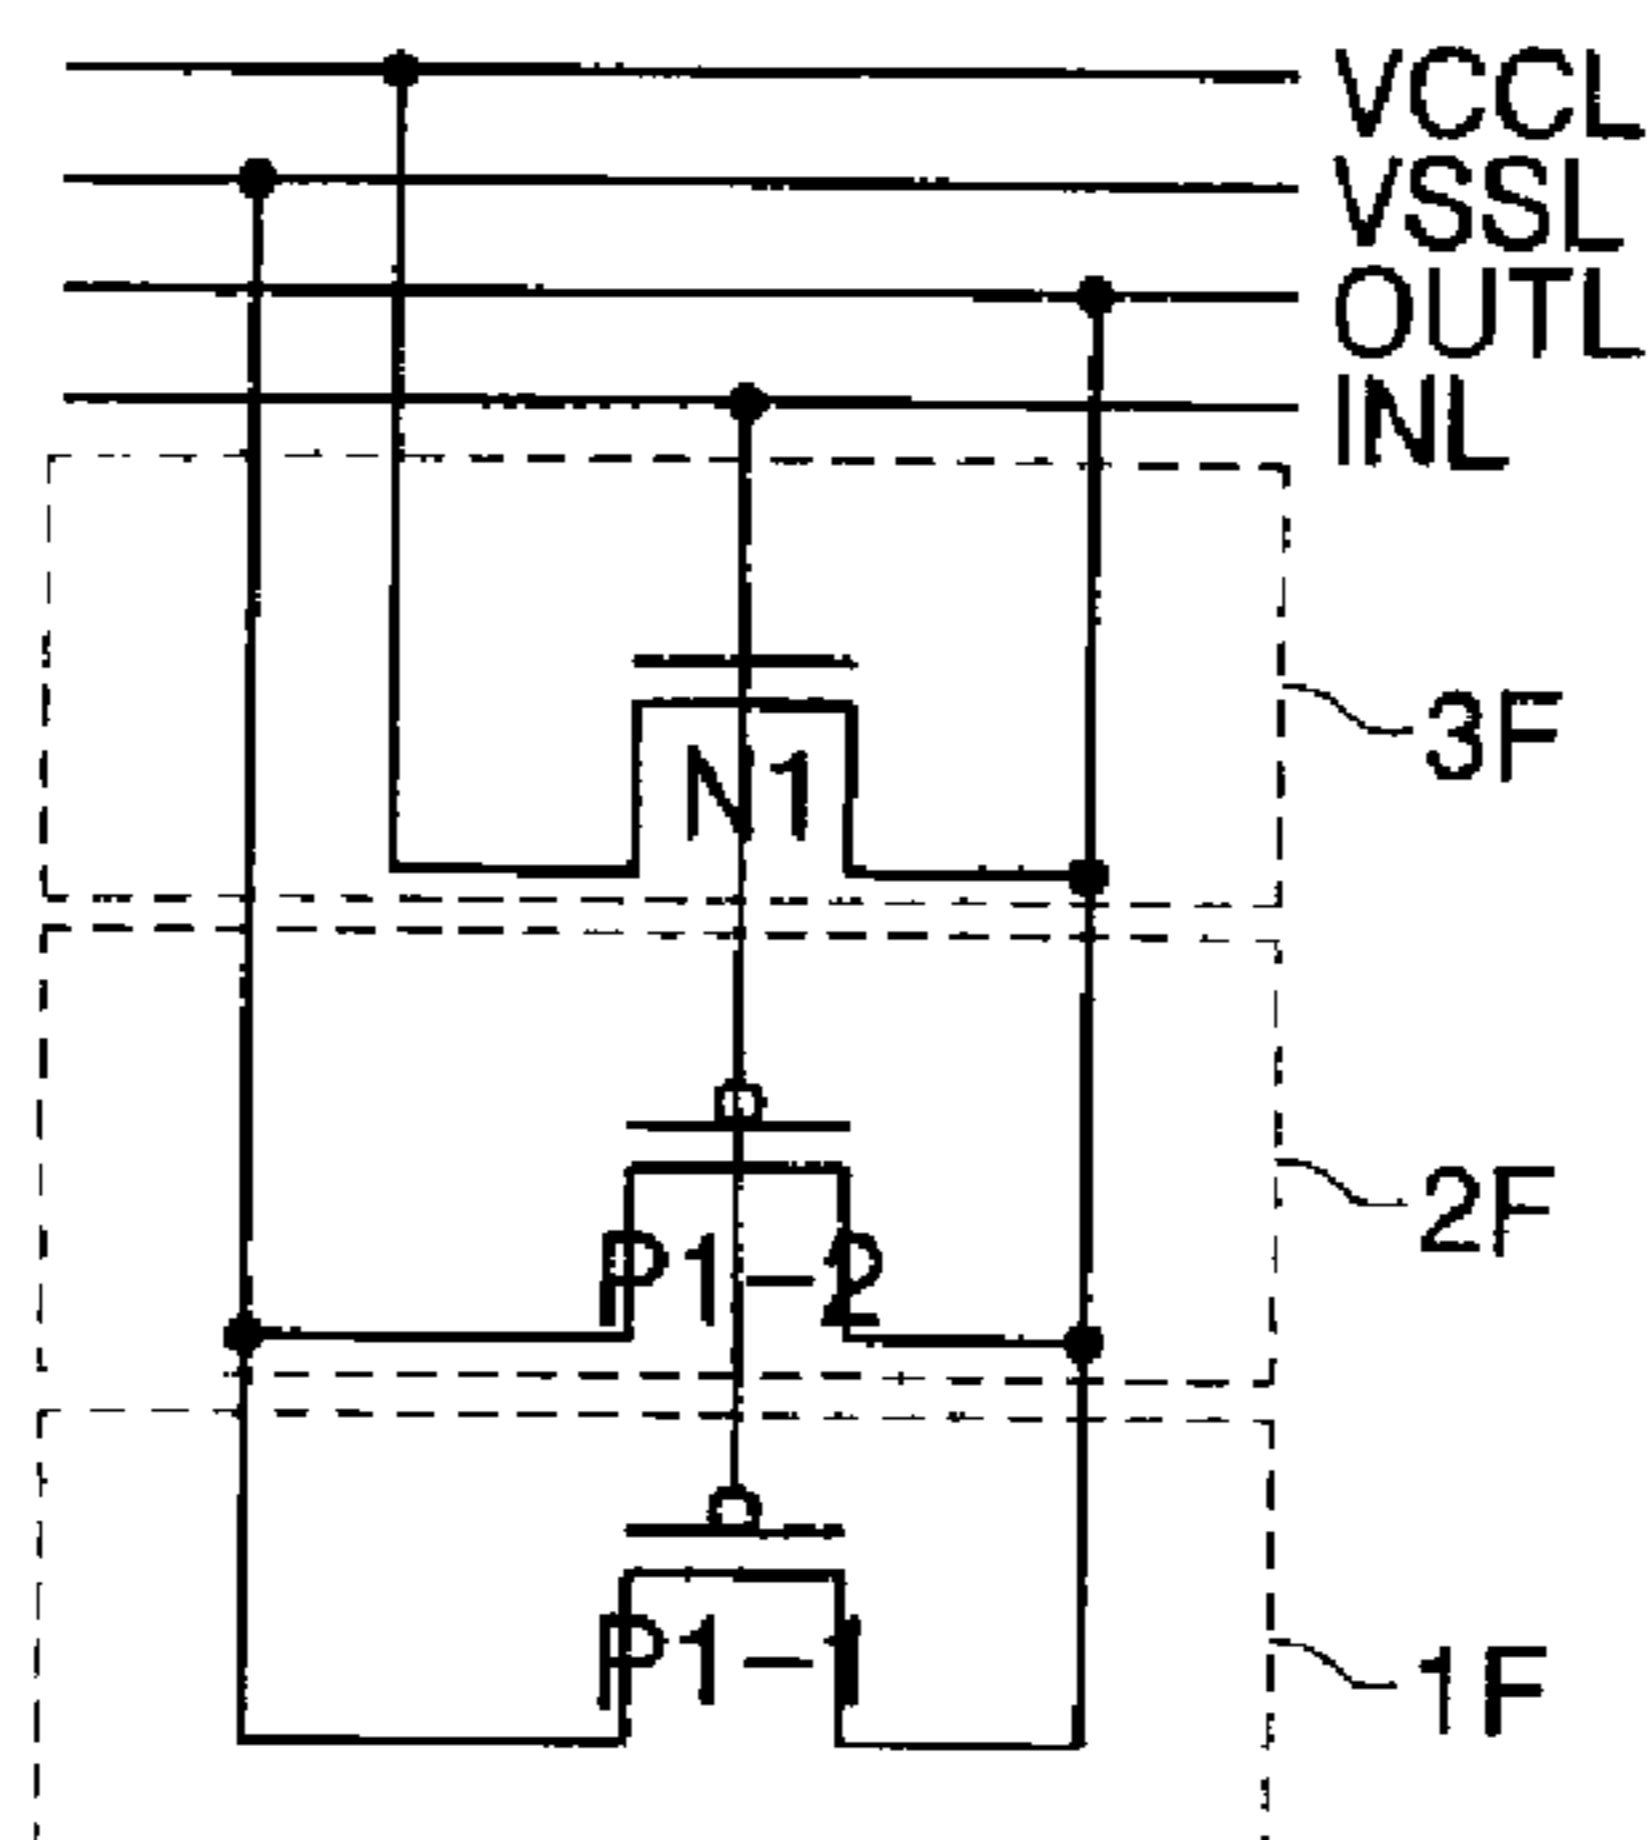 VCCL
VSSL
OUTL
INL
N1
3F
P1-2
2F
P1-1
1F